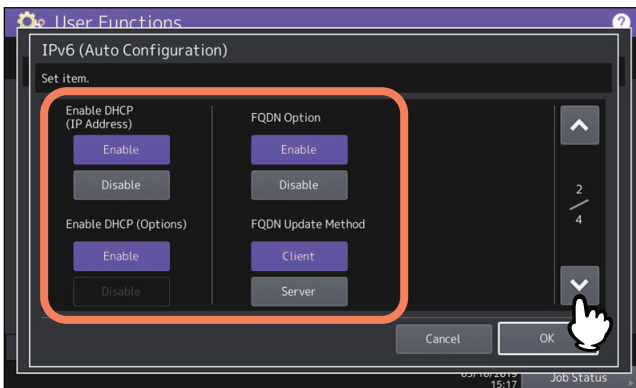 User Functions
?
IPv6 (Auto Configuration)
Set item.
Enable DHCP
(IP Address)
Enable
Disable
Enable DHCP (Options)
Enable
Disable
FQDN Option
Enable
Disable
FQDN Update Method
Client
Server
2
4
Cancel
OK
15:17
Job Status